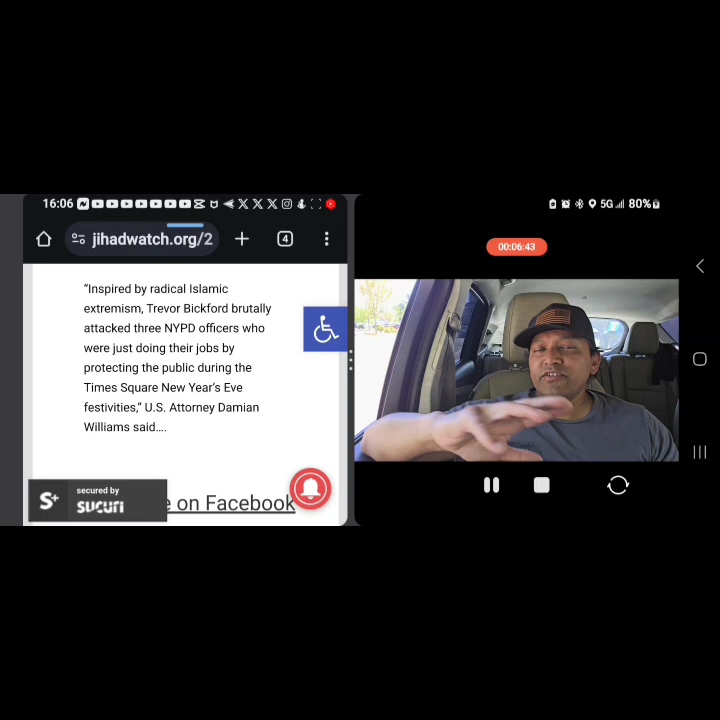 16:06
5G 80%
jihadwatch.org/2
4
00:06:43
“Inspired by radical Islamic
extremism, Trevor Bickford brutally
attacked three NYPD officers who
were just doing their jobs by
protecting the public during the
Times Square New Year’s Eve
festivities,” U.S. Attorney Damian
Williams said....
S+ secured by
sucuri
e on Facebook